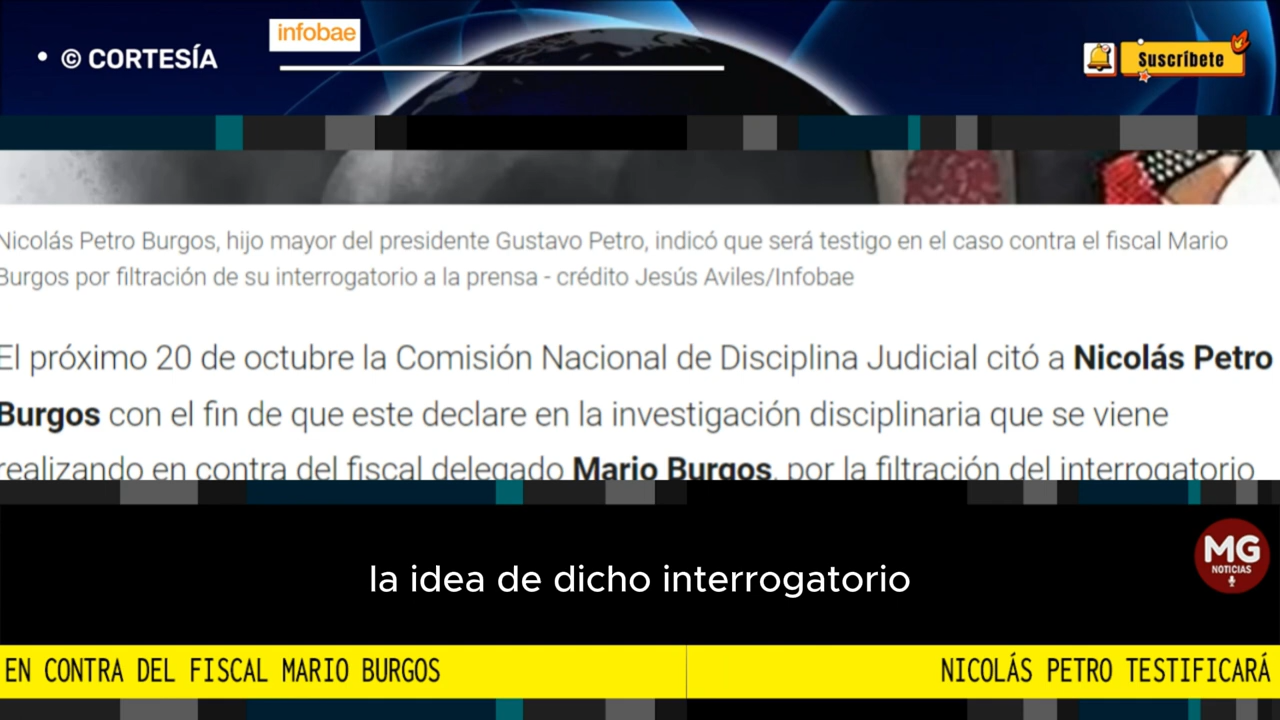 • © CORTESÍA
infobae
Suscríbete
Nicolás Petro Burgos, hijo mayor del presidente Gustavo Petro, indicó que será testigo en el caso contra el fiscal Mario
Burgos por filtración de su interrogatorio a la prensa - crédito Jesús Aviles/Infobae
El próximo 20 de octubre la Comisión Nacional de Disciplina Judicial citó a Nicolás Petro
Burgos con el fin de que este declare en la investigación disciplinaria que se viene
realizando en contra del fiscal delegado Mario Burgos, por la filtración del interrogatorio
la idea de dicho interrogatorio
MG
NOTICIAS
EN CONTRA DEL FISCAL MARIO BURGOS
NICOLÁS PETRO TESTIFICARÁ